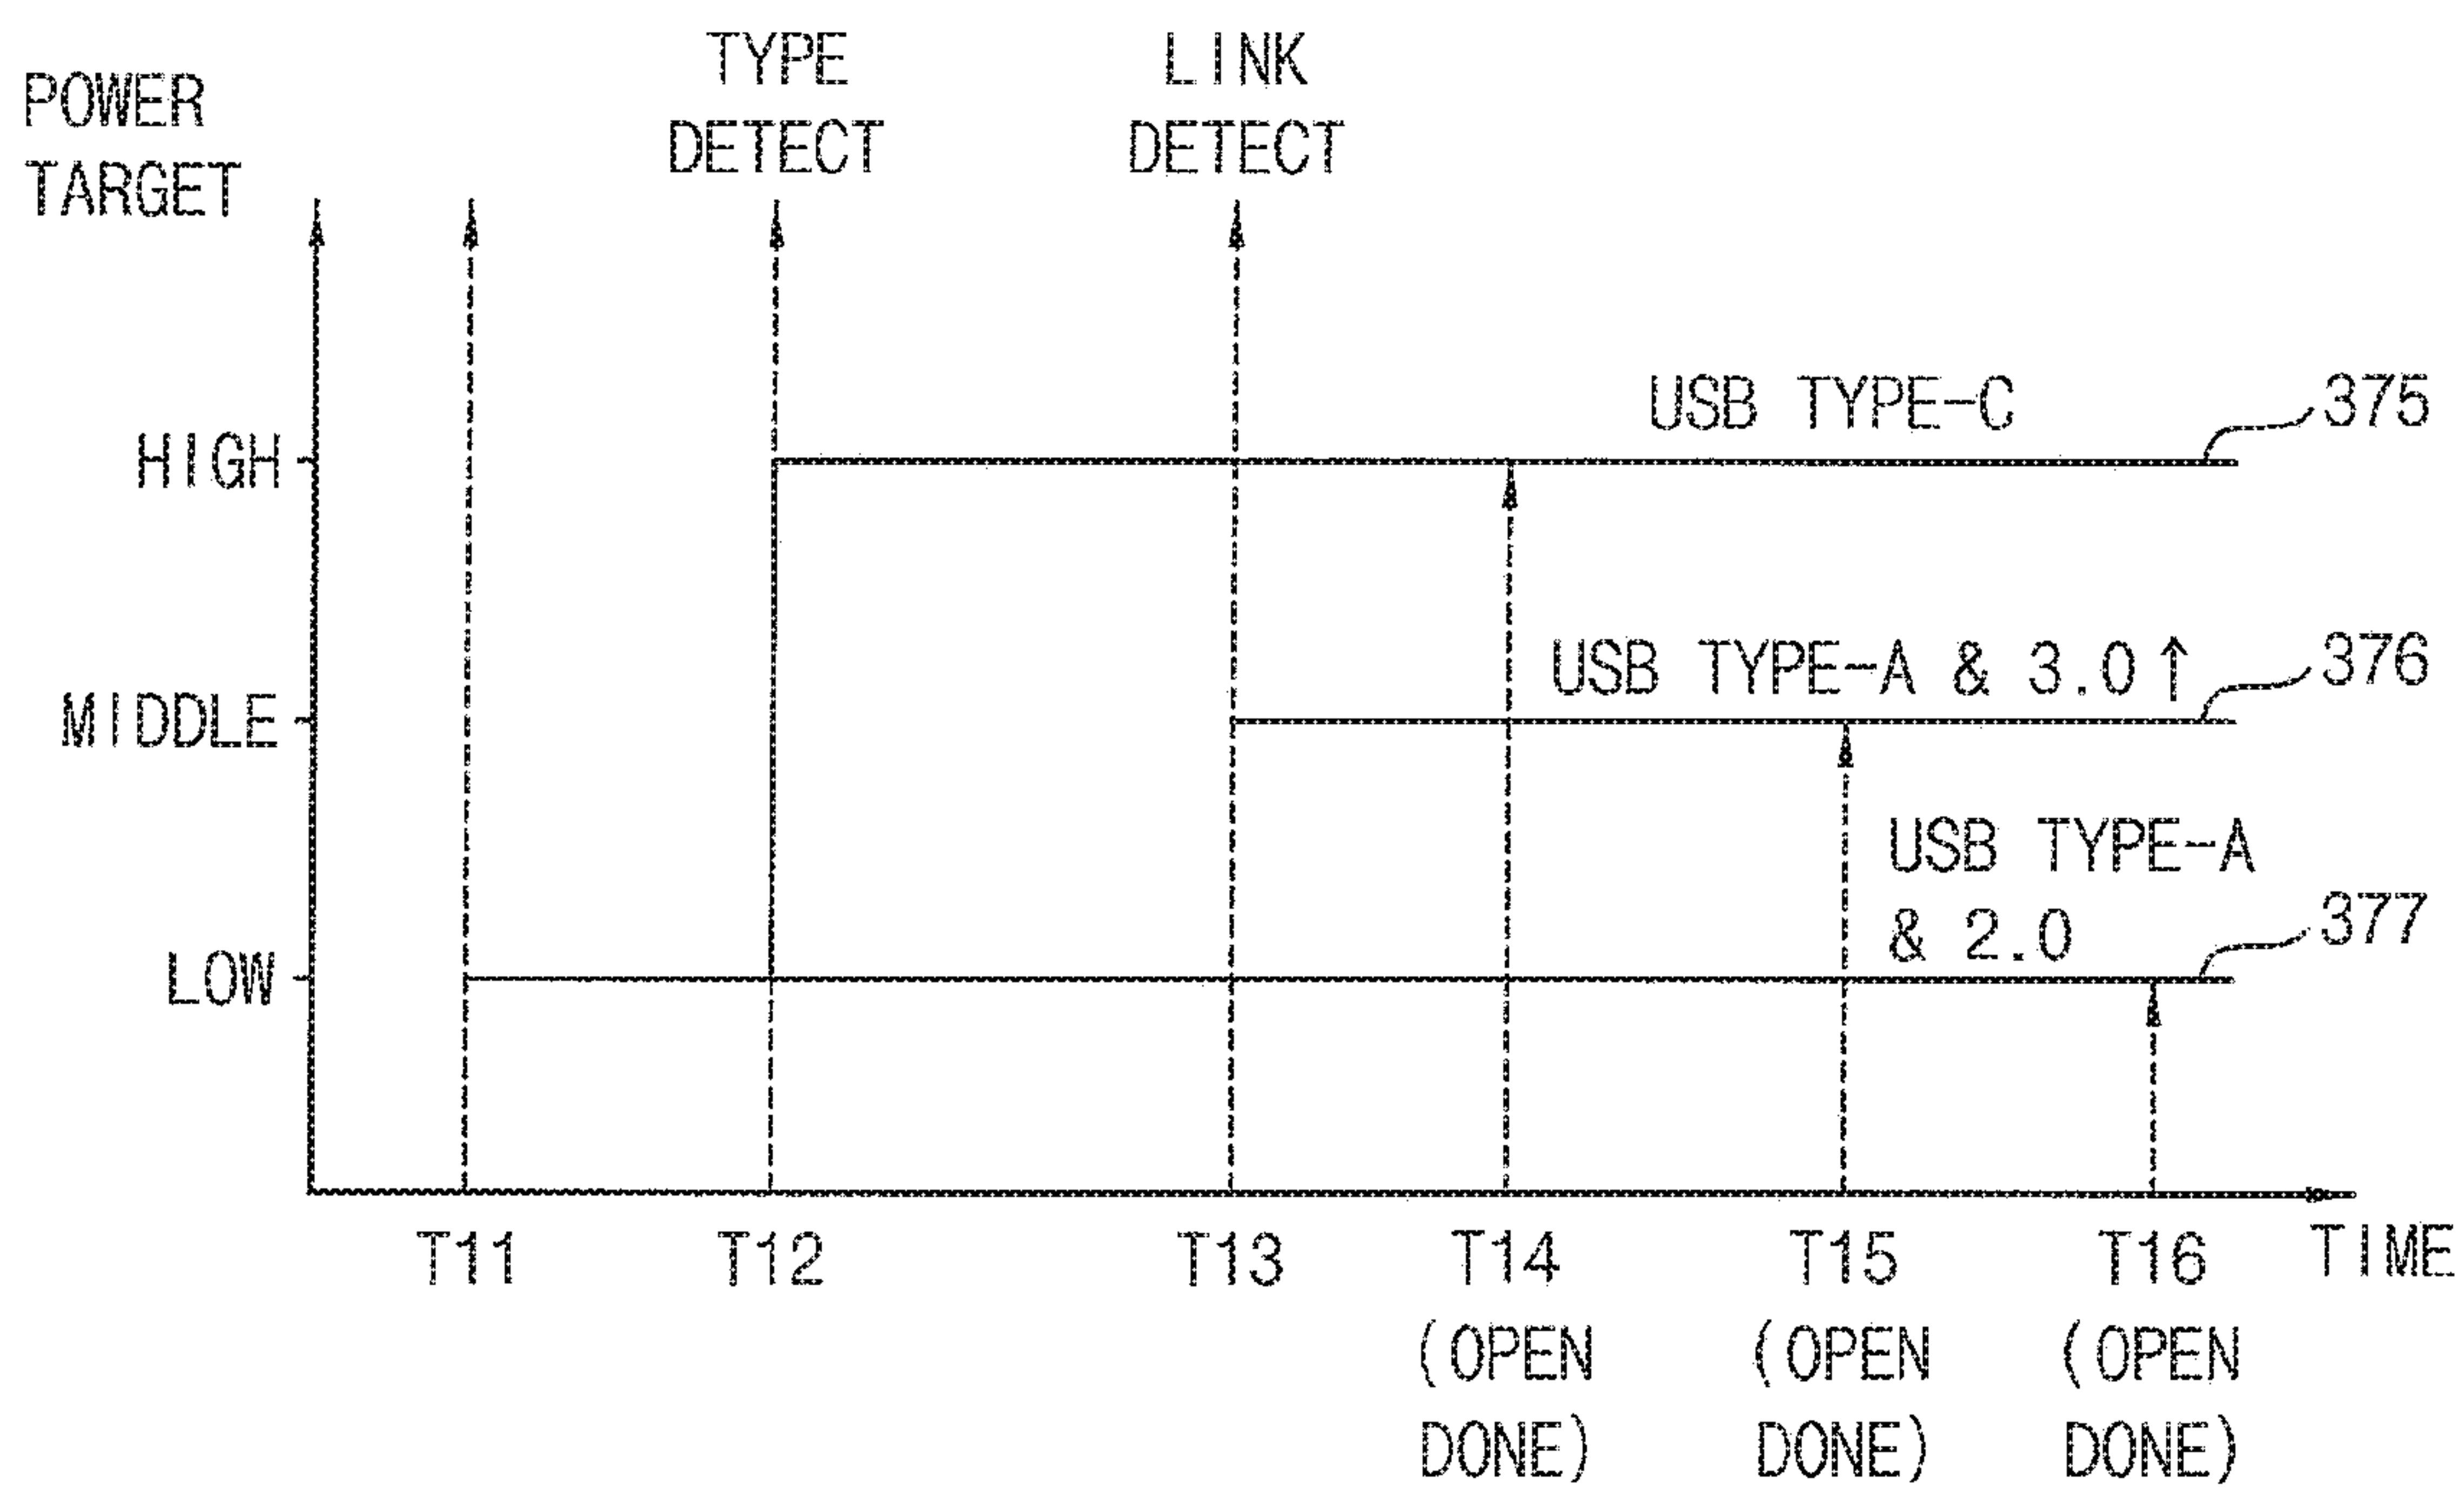 POWER
TARGET
TYPE
DETECT
LINK
DETECT
HIGH
USB TYPE-C
375
MIDDLE
USB TYPE-A & 3.0 ↑
376
LOW
USB TYPE-A
& 2.0
377
T11
T12
T13
T14
(OPEN
DONE)
T15
(OPEN
DONE)
T16
(OPEN
DONE)
TIME